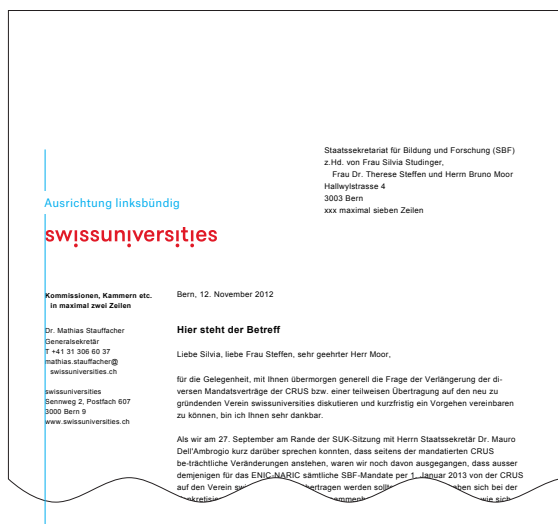 Staatssekretariat für Bildung und Forschung (SBF)
z.Hd. von Frau Silvia Studinger,
Frau Dr. Therese Steffen und Herrn Bruno Moor
Hallwylstrasse 4
3003 Bern
xxx maximal sieben Zeilen
Ausrichtung linksbündig
swissuniversities
Kommissionen, Kammern etc.
in maximal zwei Zeilen
Dr. Mathias Stauffacher
Generalsekretär
T +41 31 306 60 37
mathias.stauffacher@
swissuniversities.ch
swissuniversities
Sennweg 2, Postfach 607
3000 Bern 9
www.swissuniversities.ch
Bern, 12. November 2012
Hier steht der Betreff
Liebe Silvia, liebe Frau Steffen, sehr geehrter Herr Moor,
für die Gelegenheit, mit Ihnen übermorgen generell die Frage der Verlängerung der di-
versen Mandatsverträge der CRUS bzw. einer teilweisen Übertragung auf den neu zu
gründenden Verein swissuniversities diskutieren und kurzfristig ein Vorgehen vereinbaren
zu können, bin ich Ihnen sehr dankbar.
Als wir am 27. September am Rande der SUK-Sitzung mit Herrn Staatssekretär Dr. Mauro
Dell'Ambrogio kurz darüber sprechen konnten, dass seitens der mandatierten CRUS
be-trächtliche Veränderungen anstehen, waren wir noch davon ausgegangen, dass ausser
demjenigen für das ENIC-NARIC sämtliche SBF-Mandate per 1. Januar 2013 von der CRUS
auf den Verein bertragen werden sich bei der
wie sich